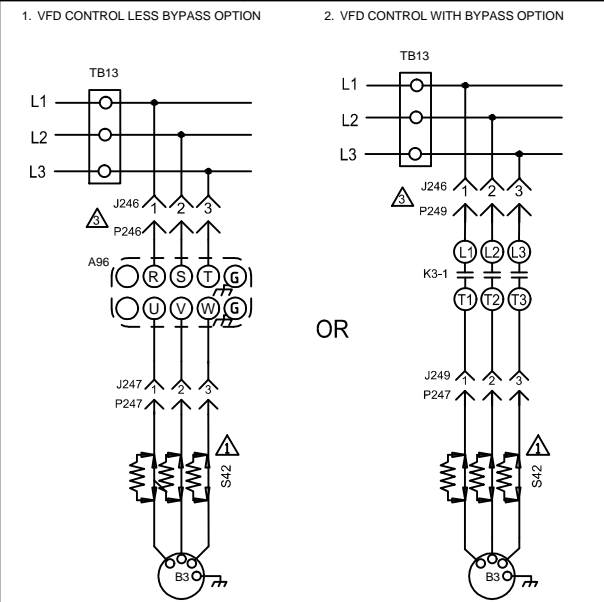 1. VFD CONTROL LESS BYPASS OPTION
TB13
L1
L2
L3
J246 1 2 3
3
P246
A96
R S T G
U V W G
J247 1 2 3
P247
1
S42
B3
OR
2. VFD CONTROL WITH BYPASS OPTION
TB13
L1
L2
L3
J246 1 2 3
3
P249
L1 L2 L3
K3-1
T1 T2 T3
J249 1 2 3
P247
1
S42
B3